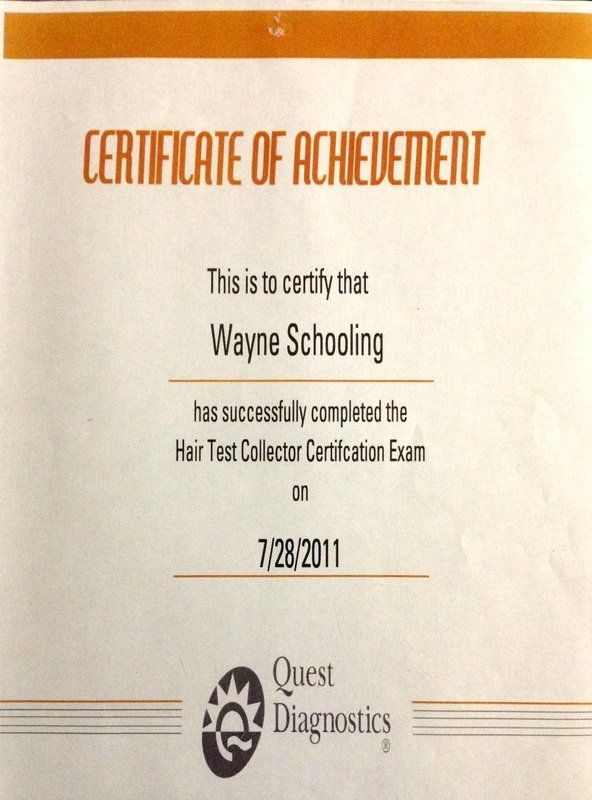 CERTIFICATE OF ACHIEVEMENT
This is to certify that
Wayne Schooling
has successfully completed the
Hair Test Collector Certifcation Exam
on
7/28/2011
Quest
Diagnostics
®